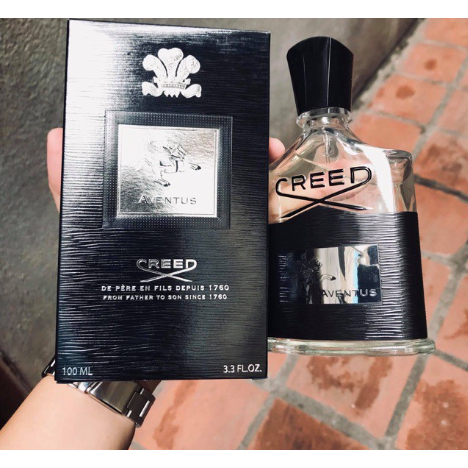 AVENTUS
CREED
DE PÈRE EN FILS DEPUIS 1760
FROM FATHER TO SON SINCE 1760
100 ML 3.3 FL.OZ.
CREED
AVENTUS